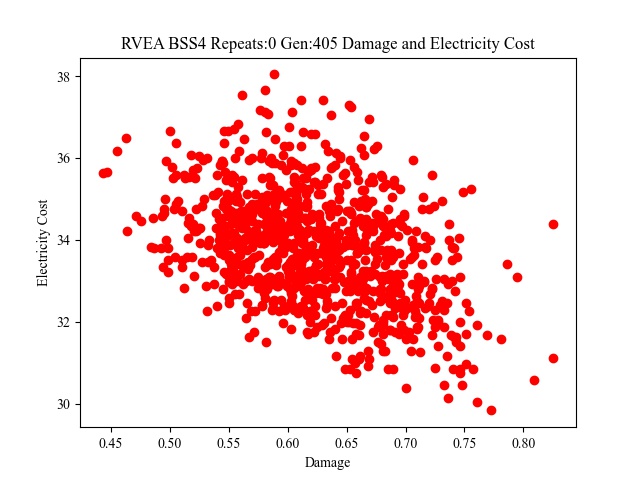 RVEA BSS4 Repeats:0 Gen:405 Damage and Electricity Cost
38
36
34
32
30
Electricity Cost
0.45 0.50 0.55 0.60 0.65 0.70 0.75 0.80
Damage